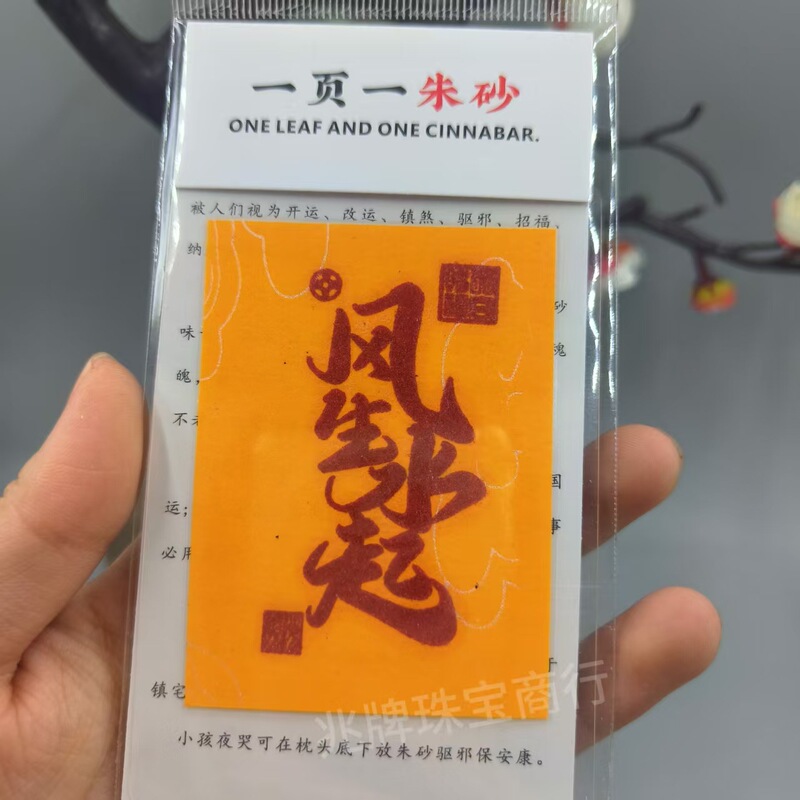 一页一朱砂
ONE LEAF AND ONE CINNABAR.
被人们视为开运、改运、镇煞、驱邪、招福、
纳
砂
味
魂
魄，
不
国
运；
事
必用
风生水起
于
镇宅
小孩夜哭可在枕头底下放朱砂驱邪保安康。
兆牌珠宝商行